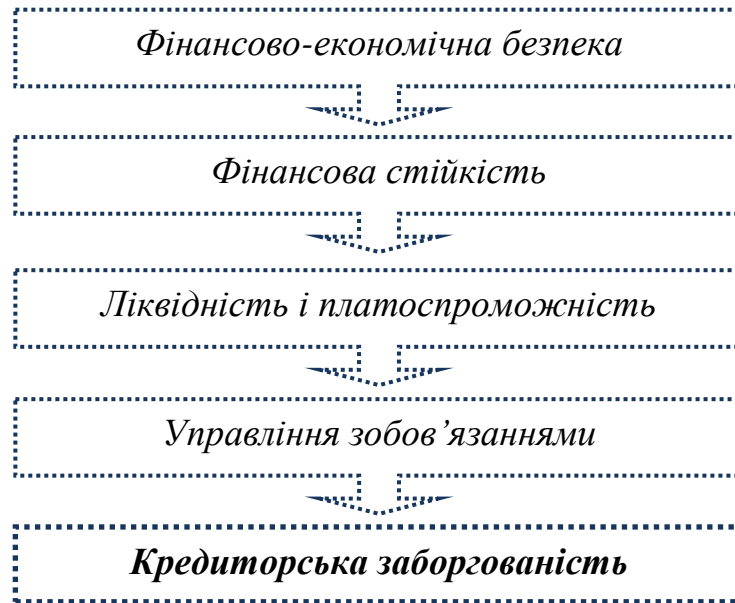 Фінансово-економічна безпека
Фінансова стійкість
Ліквідність і платоспроможність
Управління зобов’язаннями
Кредиторська заборгованість